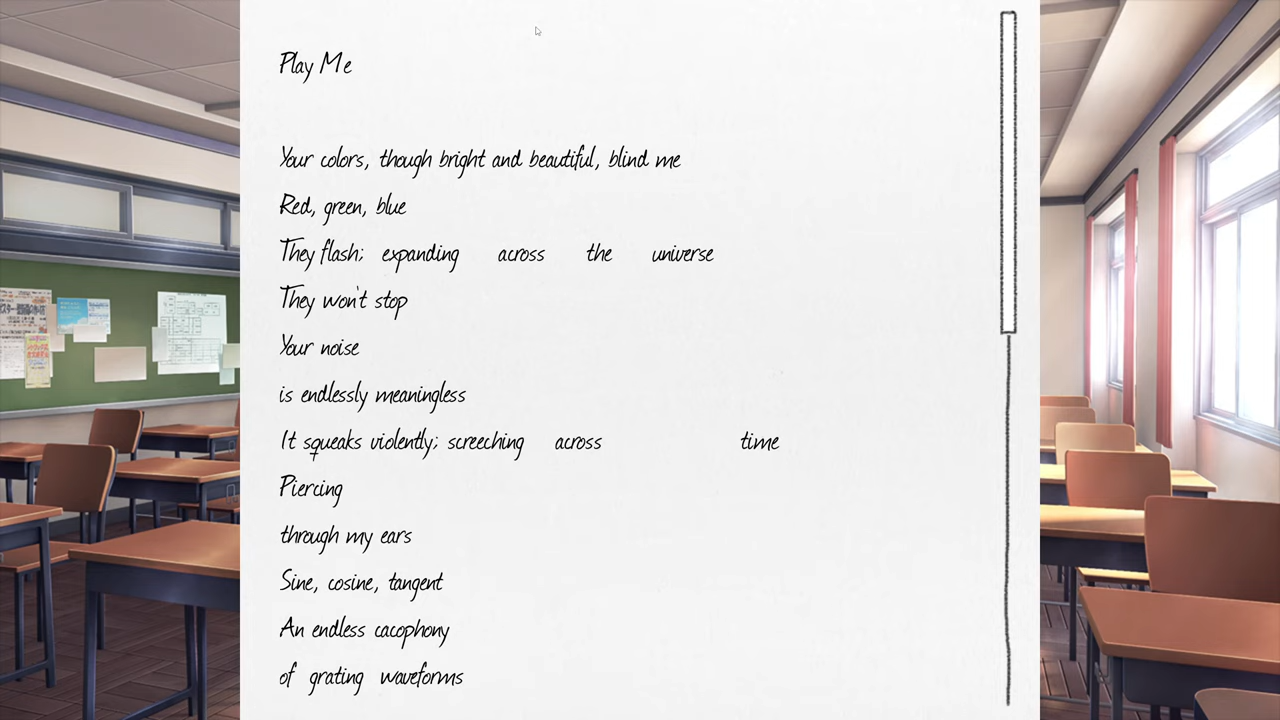 Play Me
Your colors, though bright and beautiful, blind me
Red, green, blue
They flash; expanding across the universe
They won't stop
Your noise
is endlessly meaningless
It squeaks violently; screeching across time
Piercing
through my ears
Sine, cosine, tangent
An endless cacophony
of grating waveforms